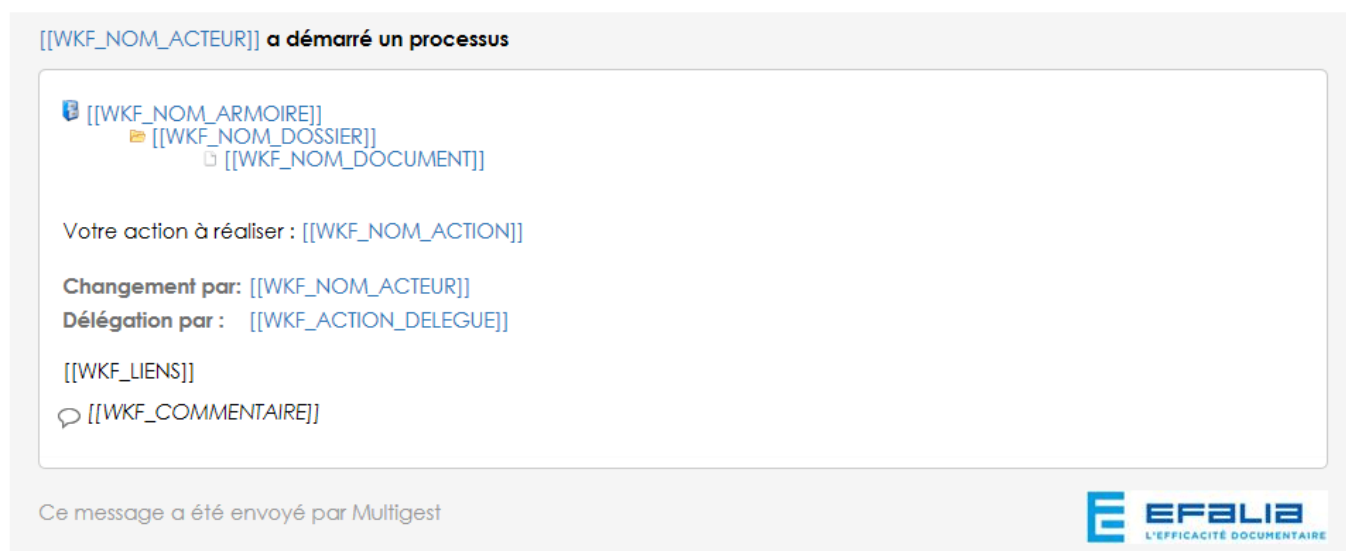 [[WKF_NOM_ACTEUR]] a démarré un processus
[[WKF_NOM_ARMOIRE]]
[[WKF_NOM_DOSSIER]]
[[WKF_NOM_DOCUMENT]]
Votre action à réaliser : [[WKF_NOM_ACTION]]
Changement par: [[WKF_NOM_ACTEUR]]
Délégation par : [[WKF_ACTION_DELEGUE]]
[[WKF_LIENS]]
[[WKF_COMMENTAIRE]]
Ce message a été envoyé par Multigest
EFALIA
L'EFFICACITÉ DOCUMENTAIRE